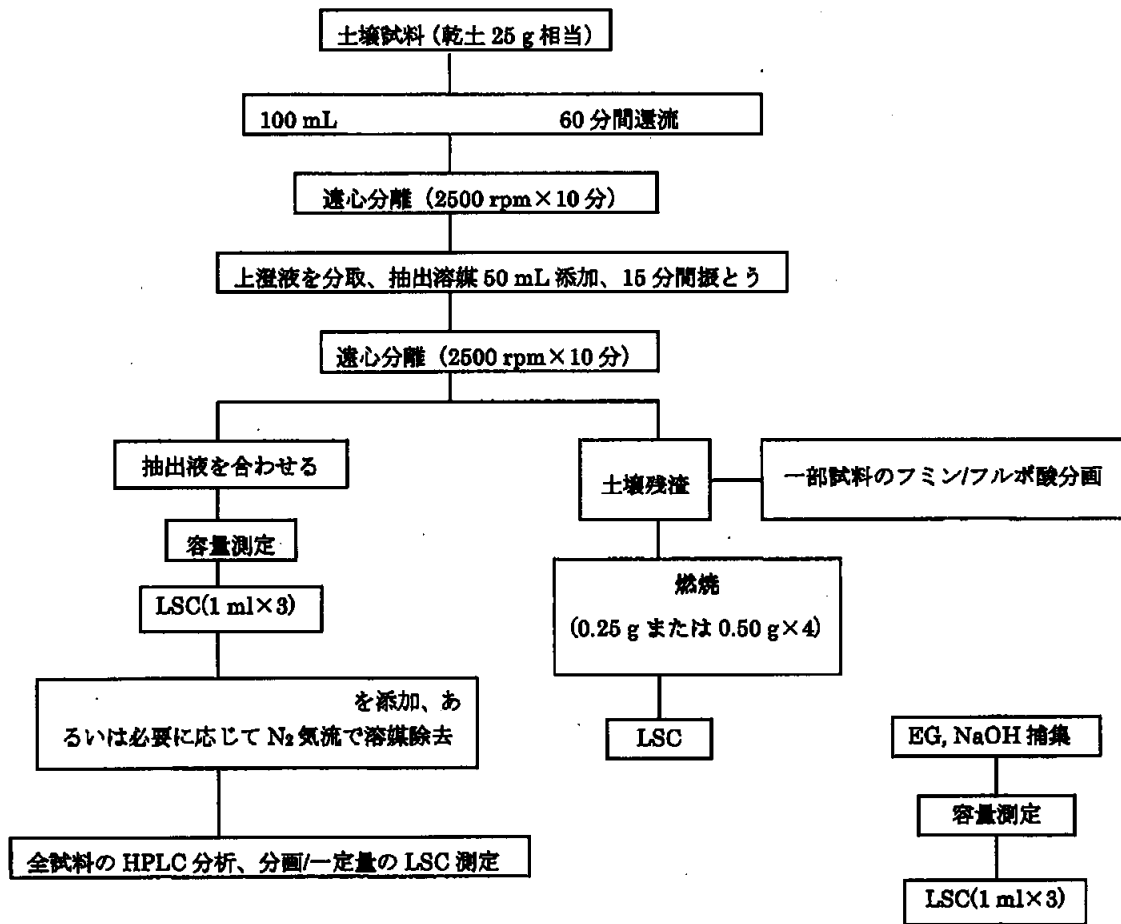 土壌試料(乾土 25 g 相当)
100 mL 60 分間還流
遠心分離(2500 rpm×10 分)
上澄液を分取、抽出溶媒 50 mL 添加、15 分間振とう
遠心分離(2500 rpm×10 分)
抽出液を合わせる
容量測定
LSC(1 ml×3)
を添加、あ
るいは必要に応じて N₂ 気流で溶媒除去
全試料の HPLC 分析、分画/一定量の LSC 測定
土壌残渣
一部試料のフミン/フルボ酸分画
燃焼
(0.25 g または 0.50 g×4)
LSC
EG, NaOH 捕集
容量測定
LSC(1 ml×3)